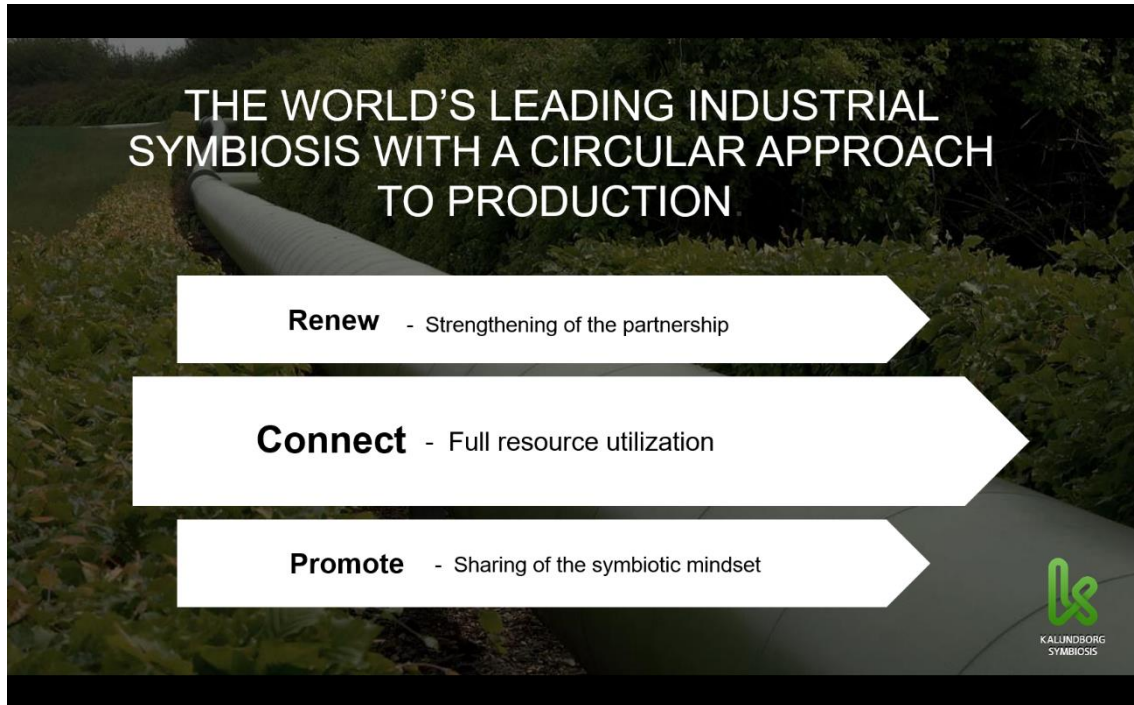 THE WORLD'S LEADING INDUSTRIAL
SYMBIOSIS WITH A CIRCULAR APPROACH
TO PRODUCTION.
Renew - Strengthening of the partnership
Connect - Full resource utilization
Promote - Sharing of the symbiotic mindset
KALUNDBORG
SYMBIOSIS